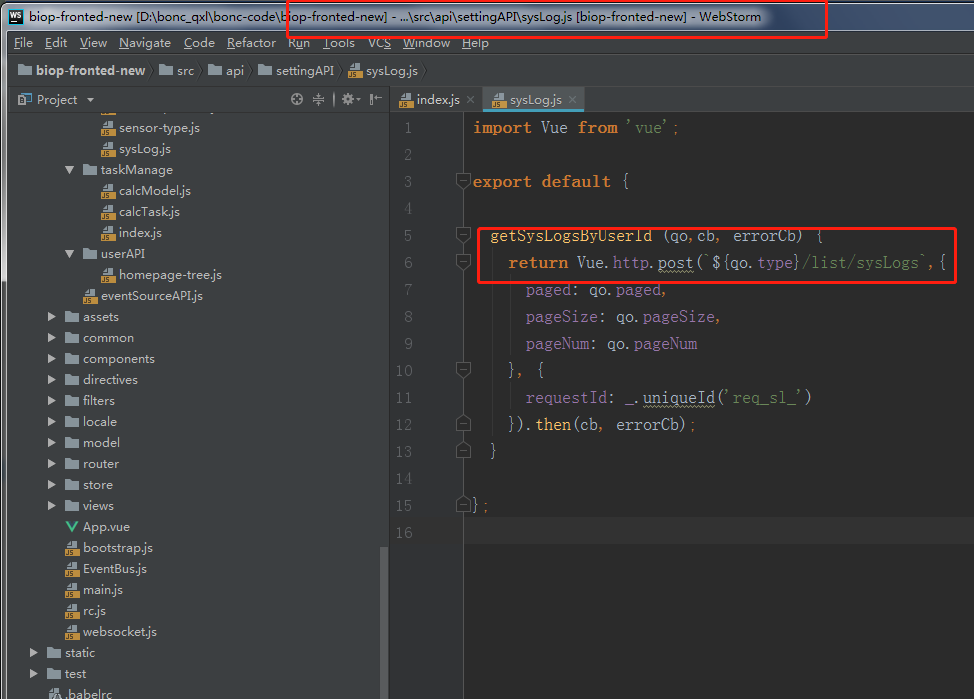 biop-fronted-new [D:\bonc_qxl\bonc-code\biop-fronted-new] - ...\src\api\settingAPI\sysLog.js [biop-fronted-new] - WebStorm
File Edit View Navigate Code Refactor Run Tools VCS Window Help
biop-fronted-new src api settingAPI sysLog.js
Project
index.js sysLog.js
sensor-type.js
sysLog.js
taskManage
calcModel.js
calcTask.js
index.js
userAPI
homepage-tree.js
eventSourceAPI.js
assets
common
components
directives
filters
locale
model
router
store
views
App.vue
bootstrap.js
EventBus.js
main.js
rc.js
websocket.js
static
test
.babelrc
1 import Vue from 'vue';
2
3 export default {
4
5 getSysLogsByUserId (qo,cb, errorCb) {
6 return Vue.http.post(`${qo.type}/list/sysLogs`,{
7 paged: qo.paged,
8 pageSize: qo.pageSize,
9 pageNum: qo.pageNum
10 }, {
11 requestId: _.uniqueId('req_sl_')
12 }).then(cb, errorCb);
13 }
14
15 };
16